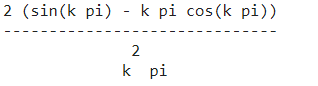 2 (sin(k pi) - k pi cos(k pi))
------------------------------
2
k  pi